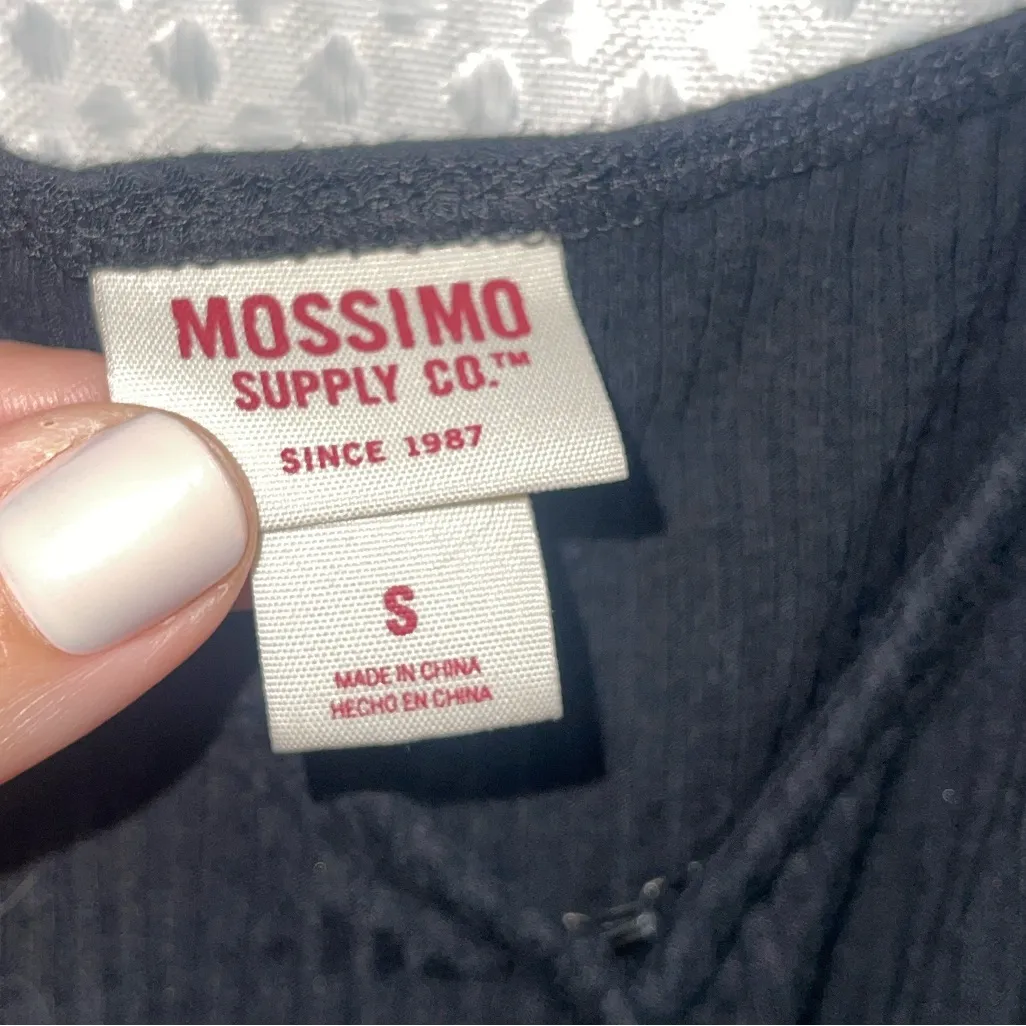 MOSSIMO
SUPPLY CO.™
SINCE 1987
S
MADE IN CHINA
HECHO EN CHINA